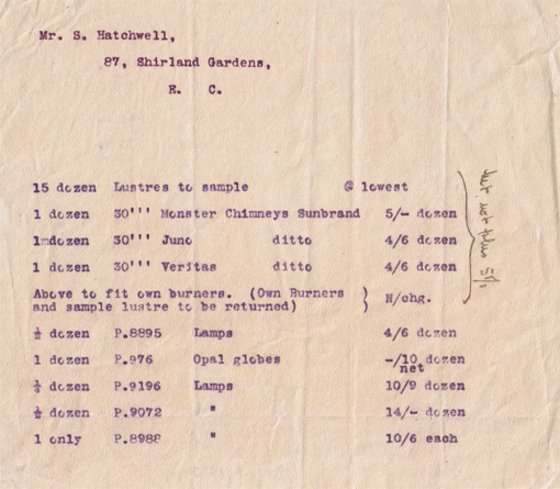 Mr. S. Hatchwell,
87, Shirland Gardens,
E. C.
15 dozen Lustres to sample @ lowest
1 dozen 30''' Monster Chimneys Sunbrand 5/- dozen
1mdozen 30''' Juno ditto 4/6 dozen
1 dozen 30''' Veritas ditto 4/6 dozen
Above to fit own burners. (Own Burners
and sample lustre to be returned) N/chg.
½ dozen P.8895 Lamps 4/6 dozen
1 dozen P.976 Opal globes -/10 dozen
net
½ dozen P.9196 Lamps 10/9 dozen
½ dozen P.9072 " 14/- dozen
1 only P.8988 " 10/6 each
5%